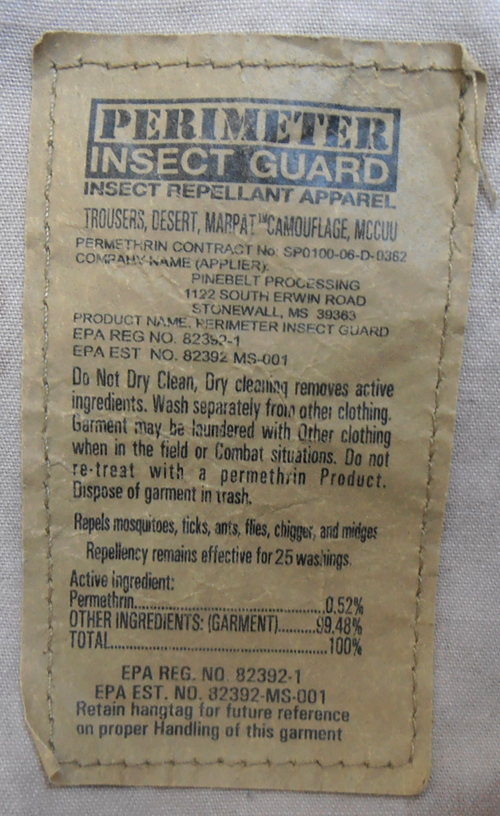 PERIMETER
INSECT GUARD
INSECT REPELLANT APPAREL
TROUSERS, DESERT, MARPAT™CAMOUFLAGE, MCCUU
PERMETHRIN CONTRACT No: SP0100-06-D-0362
COMPANY NAME (APPLIER):
PINEBELT PROCESSING
1122 SOUTH ERWIN ROAD
STONEWALL, MS 39363
PRODUCT NAME: PERIMETER INSECT GUARD
EPA REG NO. 82392-1
EPA EST NO. 82392 MS-001
Do Not Dry Clean, Dry cleaning removes active
ingredients. Wash separately from other clothing.
Garment may be laundered with Other clothing
when in the field or Combat situations. Do not
re-treat with a permethrin Product.
Dispose of garment in trash.
Repels mosquitoes, ticks, ants, flies, chigger, and midges
Repellency remains effective for 25 washings.
Active ingredient:
Permethrin..............................0.52%
OTHER INGREDIENTS: (GARMENT)........99.48%
TOTAL..................................100%
EPA REG. NO. 82392-1
EPA EST. NO. 82392-MS-001
Retain hangtag for future reference
on proper Handling of this garment